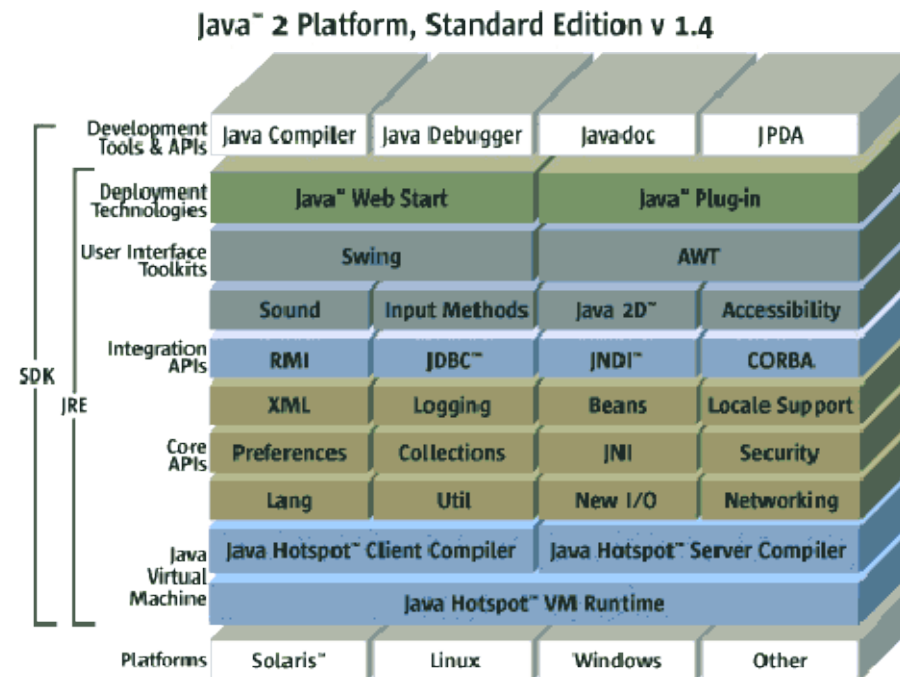 Java™ 2 Platform, Standard Edition v 1.4
Development Tools & APIs
Java Compiler Java Debugger Javadoc JPDA
Deployment Technologies
Java™ Web Start Java™ Plug-in
User Interface Toolkits
Swing AWT
Sound Input Methods Java 2D™ Accessibility
Integration APIs
RMI JDBC™ JNDI™ CORBA
SDK
JRE
XML Logging Beans Locale Support
Core APIs
Preferences Collections JNI Security
Lang Util New I/O Networking
Java Virtual Machine
Java Hotspot™ Client Compiler Java Hotspot™ Server Compiler
Java Hotspot™ VM Runtime
Platforms
Solaris™ Linux Windows Other